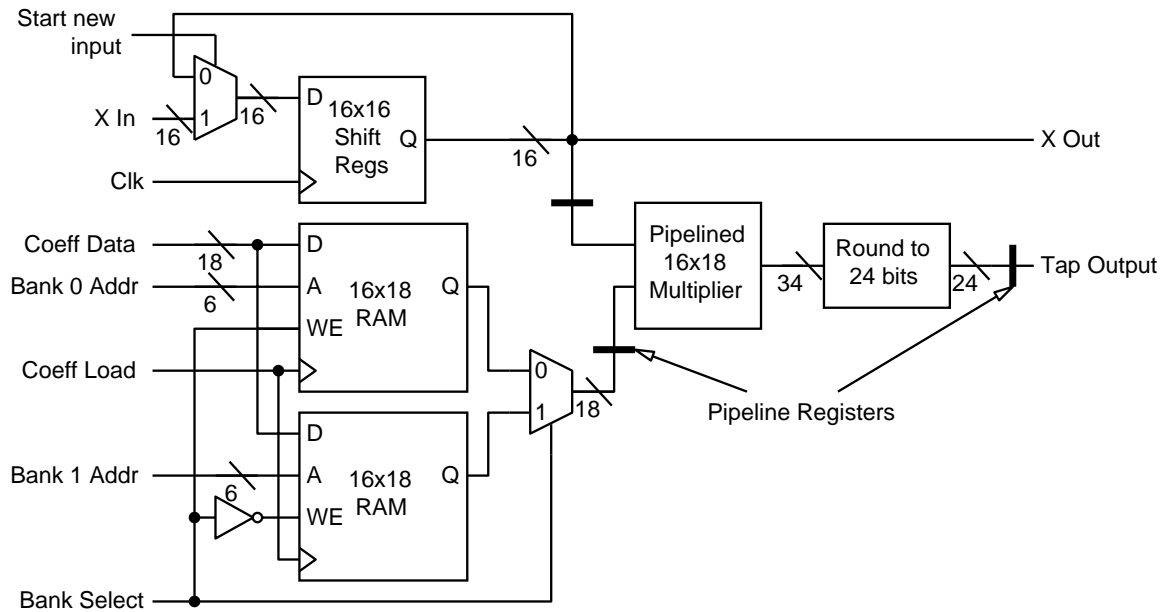 Start new
input
0
1
X In
16
16
D
16x16
Shift
Regs
Q
16
X Out
Clk
Coeff Data
18
D
Bank 0 Addr
6
A
16x18
RAM
Q
WE
Coeff Load
Pipelined
16x18
Multiplier
34
Round to
24 bits
24
Tap Output
0
1
18
Pipeline Registers
D
Bank 1 Addr
6
A
16x18
RAM
Q
WE
Bank Select